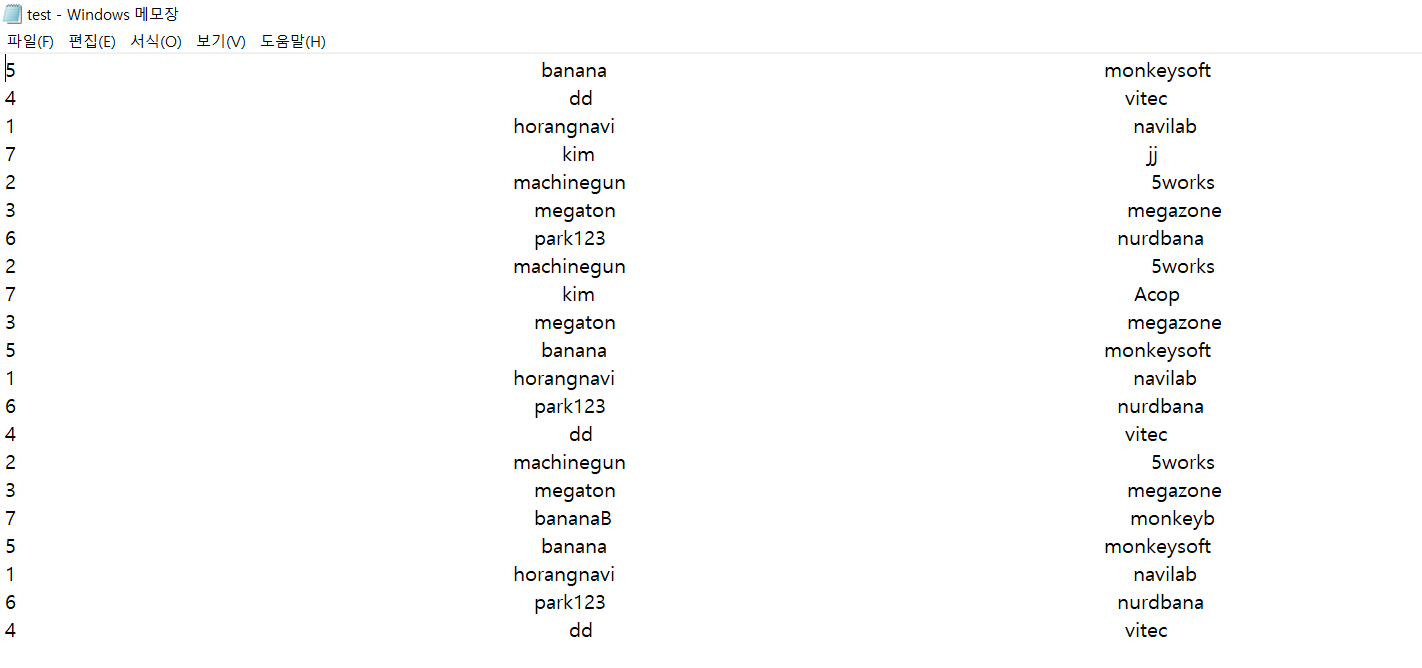 test - Windows 메모장
파일(F) 편집(E) 서식(O) 보기(V) 도움말(H)
5 banana monkeysoft
4 dd vitec
1 horangnavi navilab
7 kim jj
2 machinegun 5works
3 megaton megazone
6 park123 nurdbana
2 machinegun 5works
7 kim Acop
3 megaton megazone
5 banana monkeysoft
1 horangnavi navilab
6 park123 nurdbana
4 dd vitec
2 machinegun 5works
3 megaton megazone
7 bananaB monkeyb
5 banana monkeysoft
1 horangnavi navilab
6 park123 nurdbana
4 dd vitec